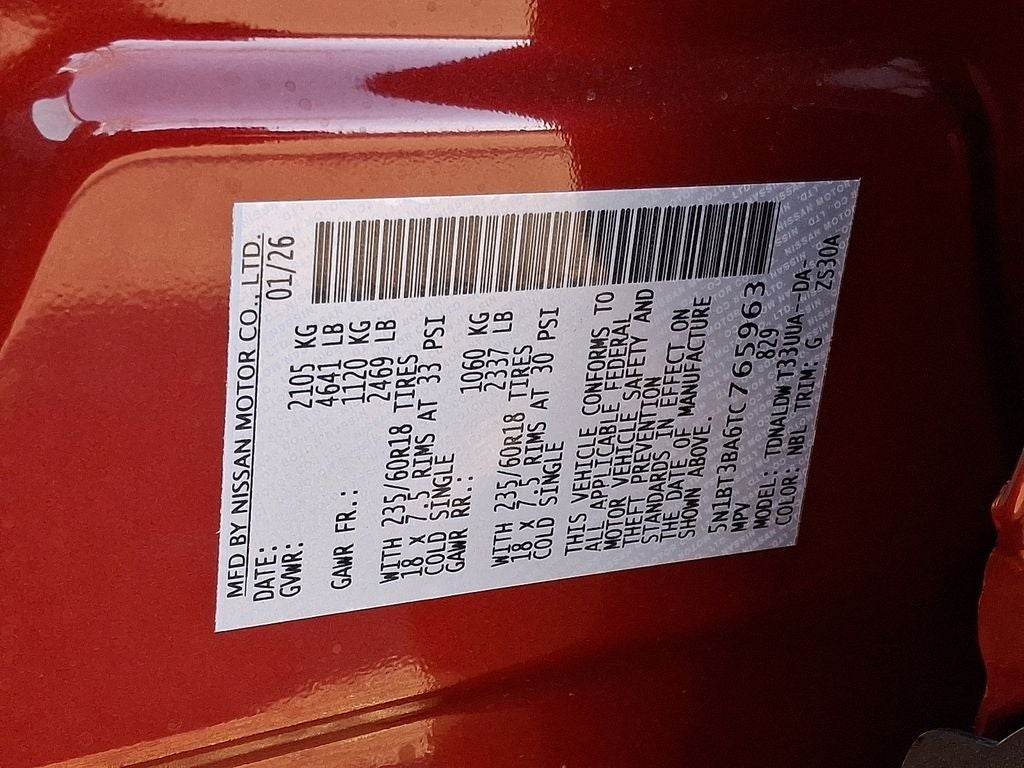 MFD BY NISSAN MOTOR CO., LTD.
DATE: 01/26
GVWR: 2105 KG
4641 LB
GAWR FR.: 1120 KG
2469 LB
WITH 235/60R18 TIRES
18 X 7.5 RIMS AT 33 PSI
COLD SINGLE
GAWR RR.: 1060 KG
2337 LB
WITH 235/60R18 TIRES
18 X 7.5 RIMS AT 30 PSI
COLD SINGLE
THIS VEHICLE CONFORMS TO
ALL APPLICABLE FEDERAL
MOTOR VEHICLE SAFETY AND
THEFT PREVENTION
STANDARDS IN EFFECT ON
THE DATE OF MANUFACTURE
SHOWN ABOVE.
5N1BT3BA6TC765963
MPV 829
MODEL: TDNALDWT33UUA--DA-
COLOR: NBL TRIM: G ZS30A